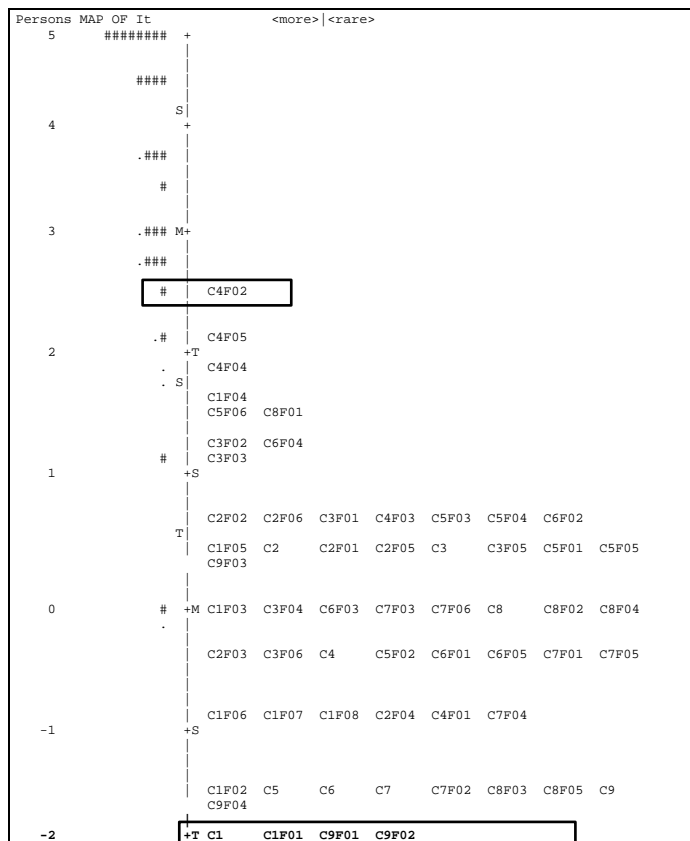 Persons MAP OF It <more>|<rare>
5 ######## +
|
|
#### |
|
S|
4 +
|
|
.### |
|
# |
|
|
3 .### M+
|
.### |
|
# | C4F02
|
|
.# | C4F05
2 +T
. | C4F04
. S|
| C1F04
| C5F06 C8F01
|
| C3F02 C6F04
# | C3F03
1 +S
|
|
| C2F02 C2F06 C3F01 C4F03 C5F03 C5F04 C6F02
T|
| C1F05 C2 C2F01 C2F05 C3 C3F05 C5F01 C5F05
C9F03
|
|
0 # +M C1F03 C3F04 C6F03 C7F03 C7F06 C8 C8F02 C8F04
. |
|
| C2F03 C3F06 C4 C5F02 C6F01 C6F05 C7F01 C7F05
|
|
|
| C1F06 C1F07 C1F08 C2F04 C4F01 C7F04
-1 +S
|
|
|
| C1F02 C5 C6 C7 C7F02 C8F03 C8F05 C9
C9F04
|
-2 +T C1 C1F01 C9F01 C9F02